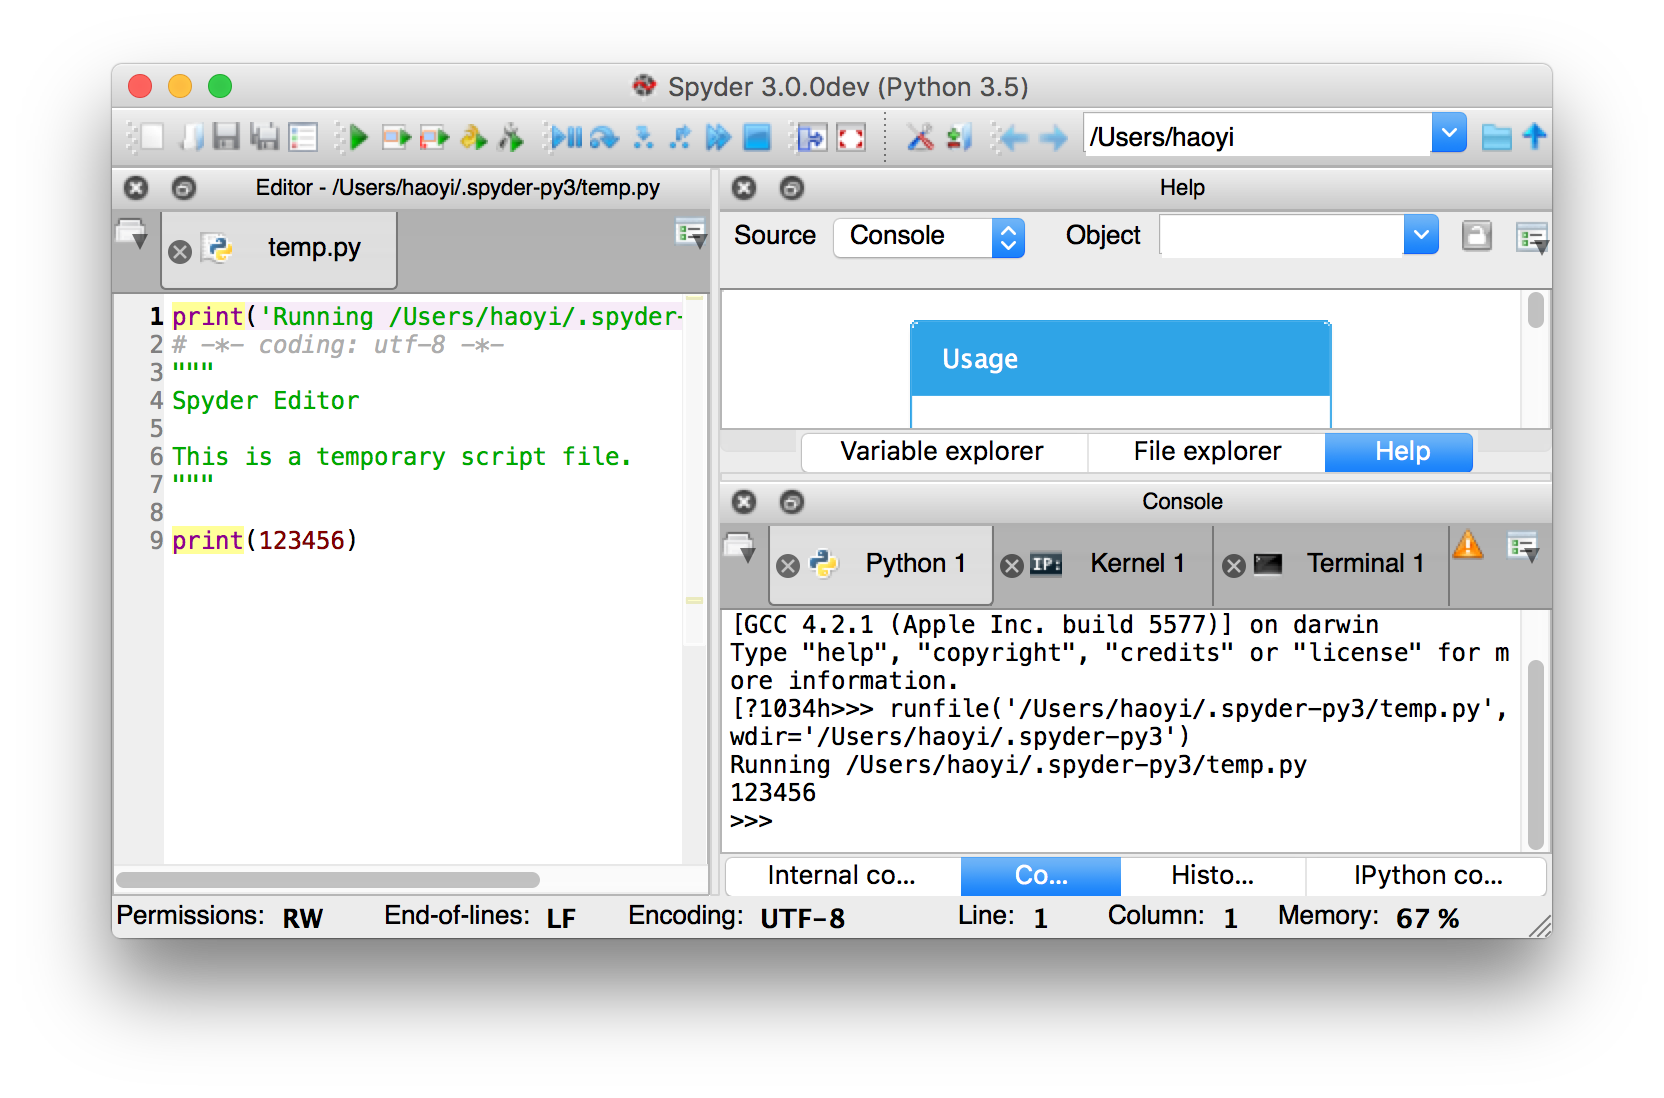 Spyder 3.0.0dev (Python 3.5)
/Users/haoyi
Editor - /Users/haoyi/.spyder-py3/temp.py
temp.py
1 print('Running /Users/haoyi/.spyder-
2 # -*- coding: utf-8 -*-
3 """
4 Spyder Editor
5
6 This is a temporary script file.
7 """
8
9 print(123456)
Help
Source Console Object
Usage
Variable explorer File explorer Help
Console
Python 1 IP: Kernel 1 Terminal 1
[GCC 4.2.1 (Apple Inc. build 5577)] on darwin
Type "help", "copyright", "credits" or "license" for m
ore information.
[?1034h>>> runfile('/Users/haoyi/.spyder-py3/temp.py',
wdir='/Users/haoyi/.spyder-py3')
Running /Users/haoyi/.spyder-py3/temp.py
123456
>>>
Internal co... Co... Histo... IPython co...
Permissions: RW End-of-lines: LF Encoding: UTF-8 Line: 1 Column: 1 Memory: 67 %